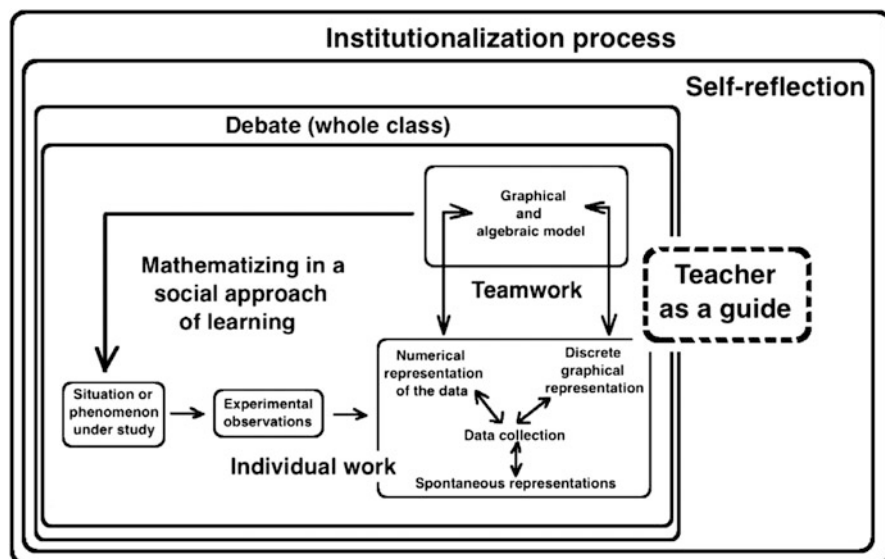 Institutionalization process
Self-reflection
Debate (whole class)
Graphical
and
algebraic model
Mathematizing in a
social approach
of learning
Teamwork
Teacher
as a guide
Numerical
representation
of the data
Discrete
graphical
representation
Situation or
phenomenon
under study
Experimental
observations
Data collection
Individual work
Spontaneous representations